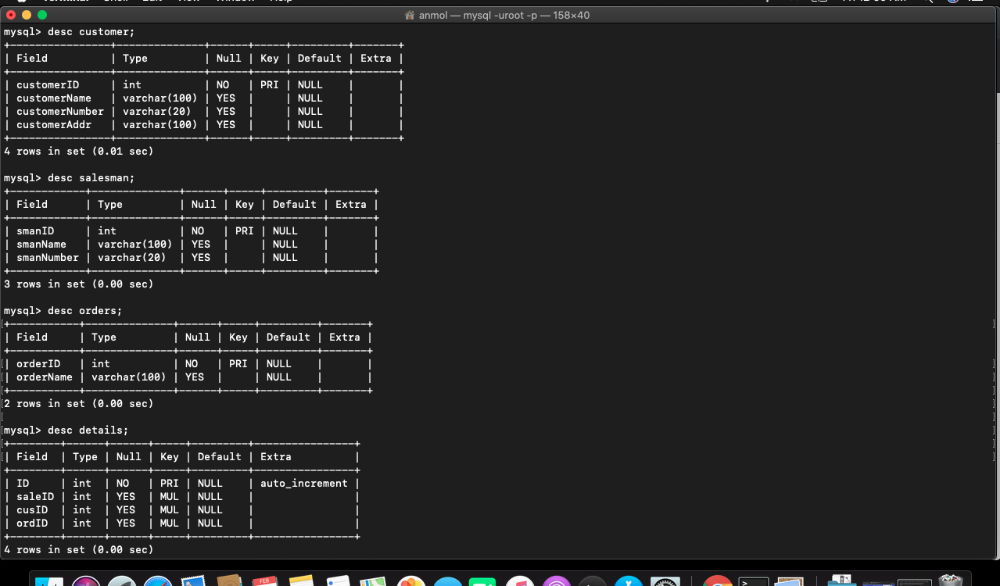 anmol — mysql -uroot -p — 158×40
mysql> desc customer;
+----------------+--------------+------+-----+---------+-------+
| Field          | Type         | Null | Key | Default | Extra |
+----------------+--------------+------+-----+---------+-------+
| customerID     | int          | NO   | PRI | NULL    |       |
| customerName   | varchar(100) | YES  |     | NULL    |       |
| customerNumber | varchar(20)  | YES  |     | NULL    |       |
| customerAddr   | varchar(100) | YES  |     | NULL    |       |
+----------------+--------------+------+-----+---------+-------+
4 rows in set (0.01 sec)
mysql> desc salesman;
+------------+--------------+------+-----+---------+-------+
| Field      | Type         | Null | Key | Default | Extra |
+------------+--------------+------+-----+---------+-------+
| smanID     | int          | NO   | PRI | NULL    |       |
| smanName   | varchar(100) | YES  |     | NULL    |       |
| smanNumber | varchar(20)  | YES  |     | NULL    |       |
+------------+--------------+------+-----+---------+-------+
3 rows in set (0.00 sec)
mysql> desc orders;
+-----------+--------------+------+-----+---------+-------+
| Field     | Type         | Null | Key | Default | Extra |
+-----------+--------------+------+-----+---------+-------+
| orderID   | int          | NO   | PRI | NULL    |       |
| orderName | varchar(100) | YES  |     | NULL    |       |
+-----------+--------------+------+-----+---------+-------+
2 rows in set (0.00 sec)
mysql> desc details;
+--------+------+------+-----+---------+----------------+
| Field  | Type | Null | Key | Default | Extra          |
+--------+------+------+-----+---------+----------------+
| ID     | int  | NO   | PRI | NULL    | auto_increment |
| saleID | int  | YES  | MUL | NULL    |                |
| cusID  | int  | YES  | MUL | NULL    |                |
| ordID  | int  | YES  | MUL | NULL    |                |
+--------+------+------+-----+---------+----------------+
4 rows in set (0.00 sec)
FEB